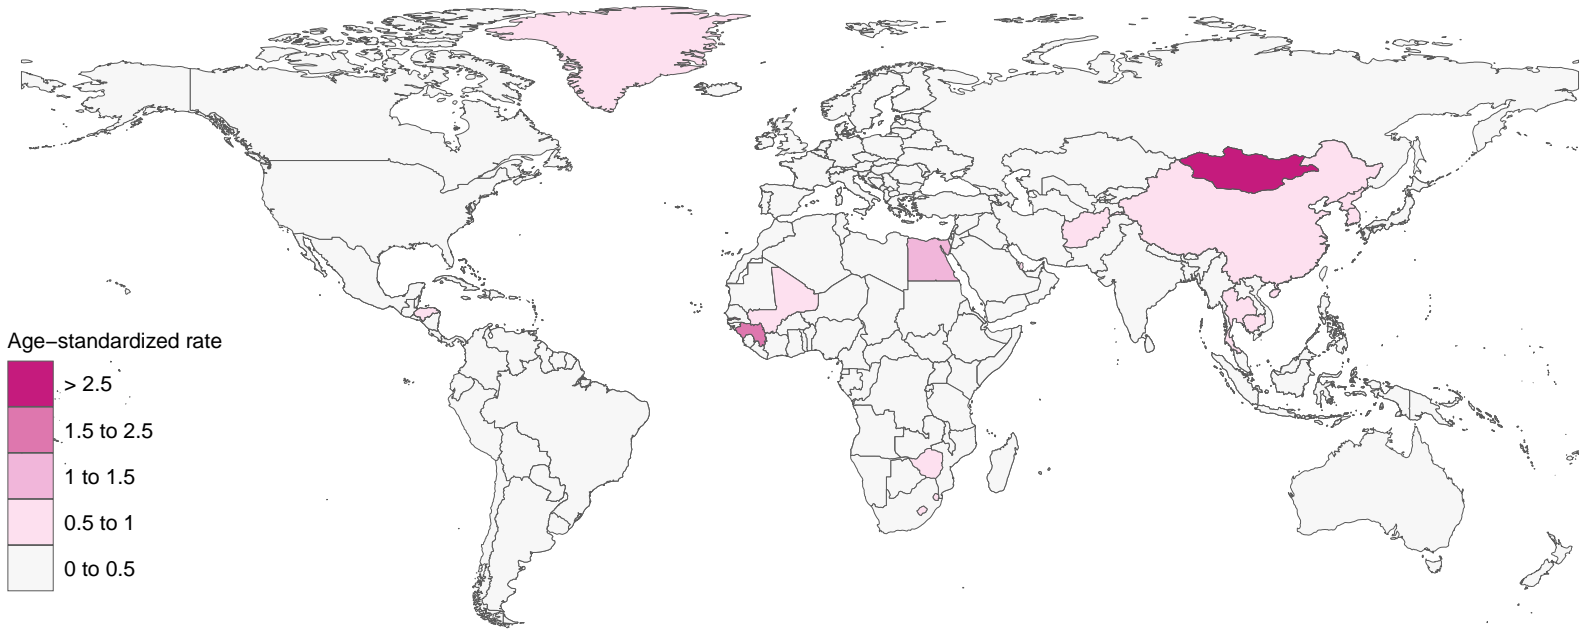 Age−standardized rate
> 2.5
1.5 to 2.5
1 to 1.5
0.5 to 1
0 to 0.5